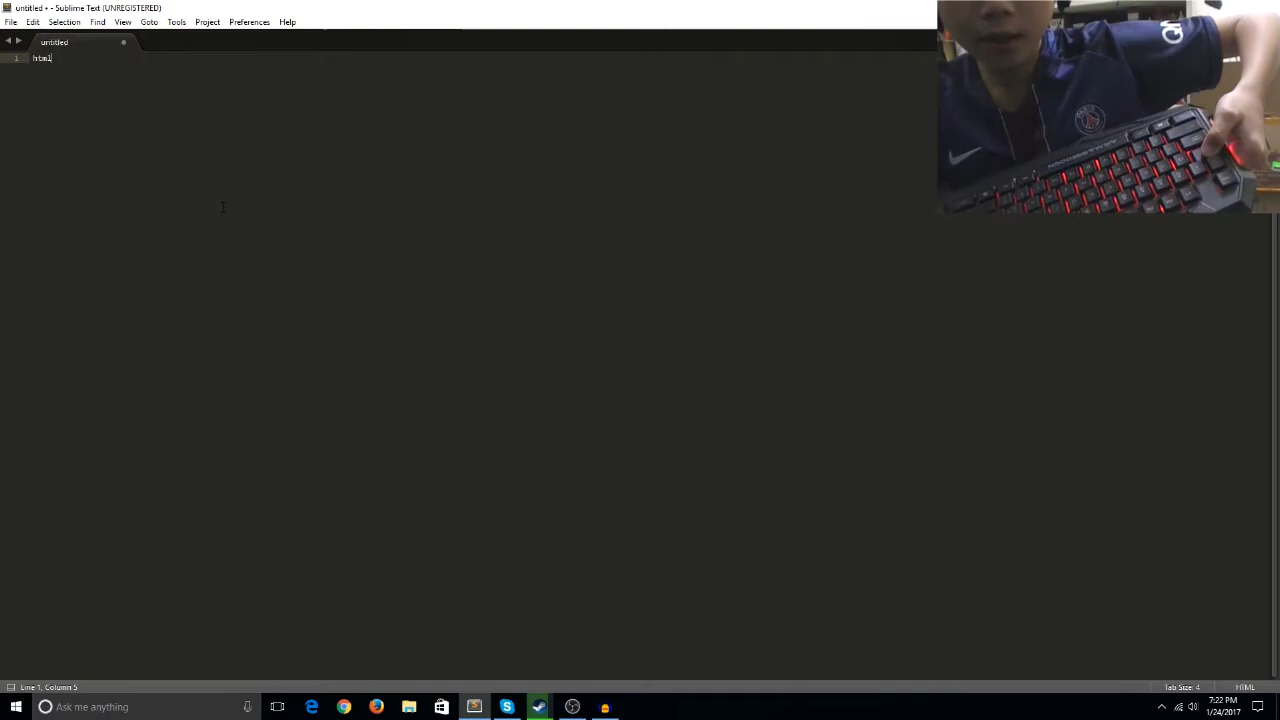 untitled • - Sublime Text (UNREGISTERED)
File Edit Selection Find View Goto Tools Project Preferences Help
untitled
1 html
Line 1, Column 5
Tab Size: 4
HTML
Ask me anything
7:22 PM
1/24/2017